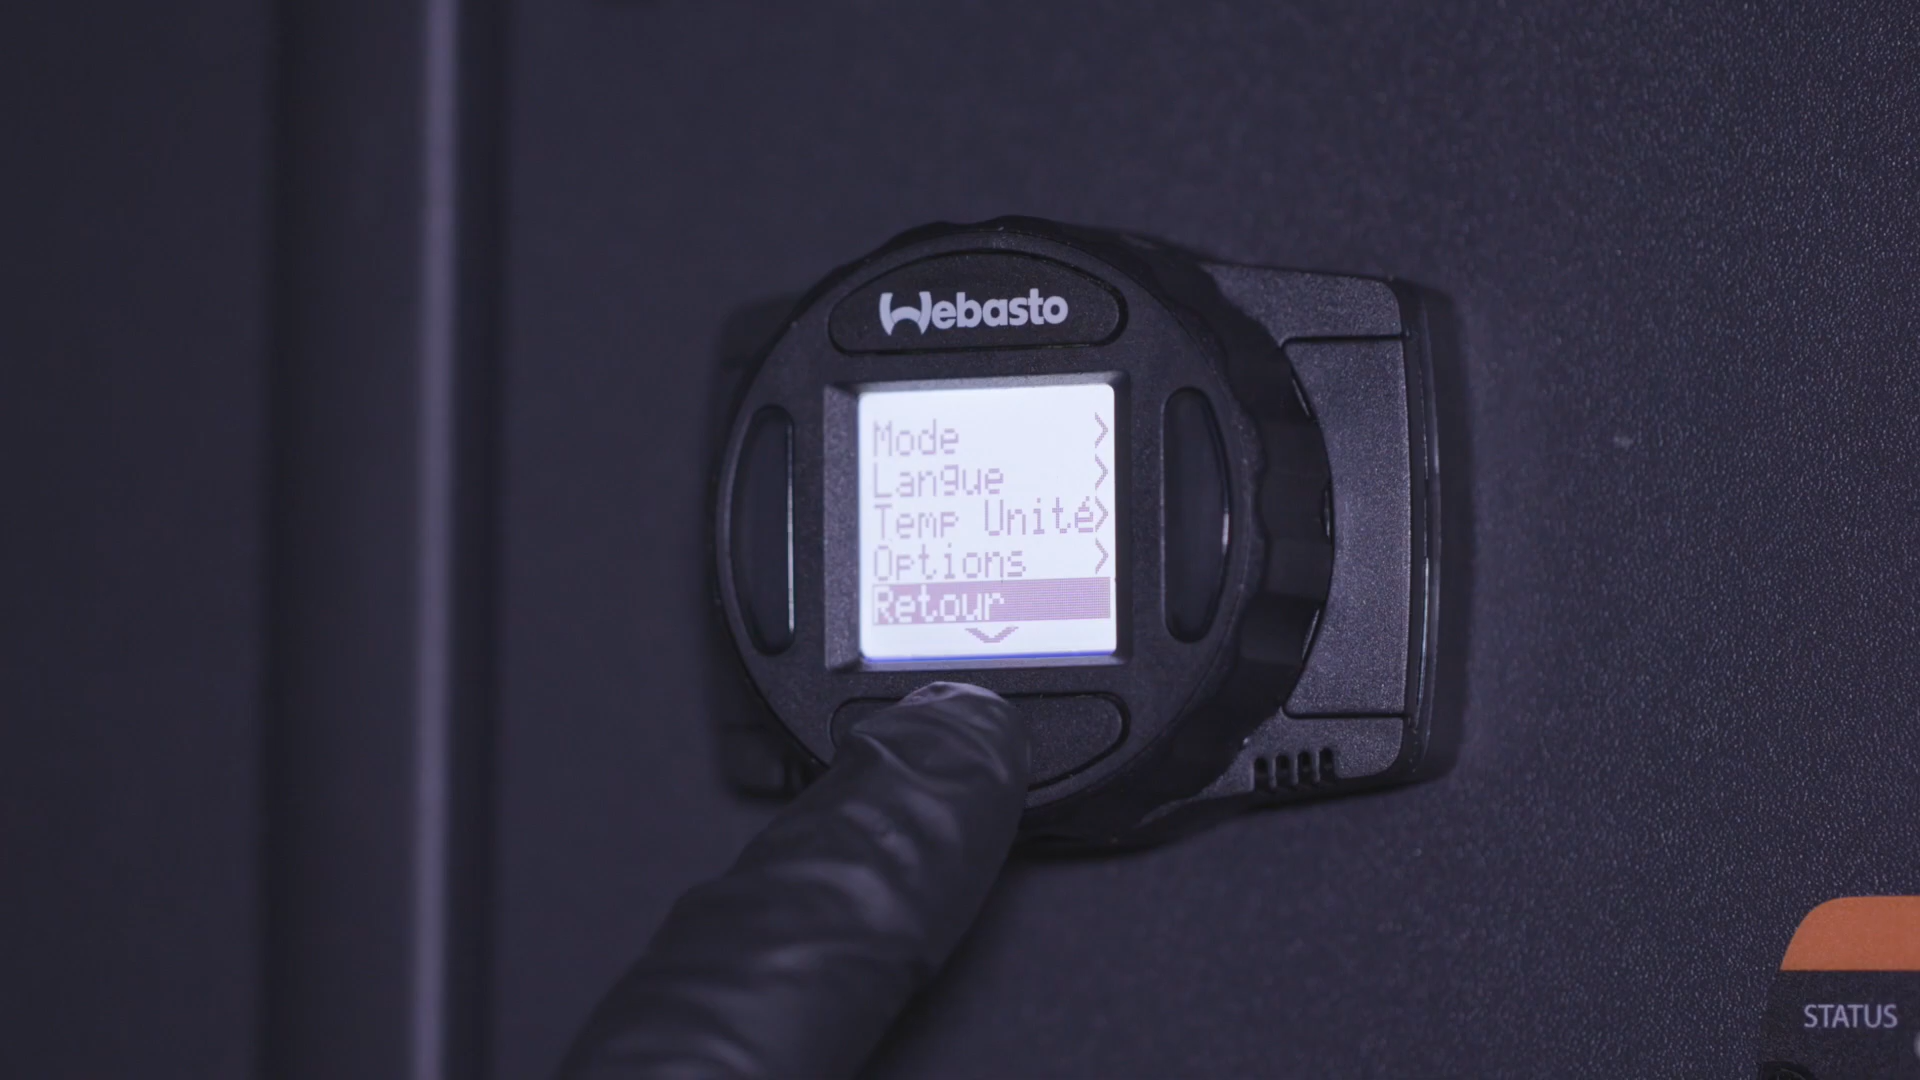 Webasto
Mode
Langue
Temp Unité
Options
Retour
STATUS